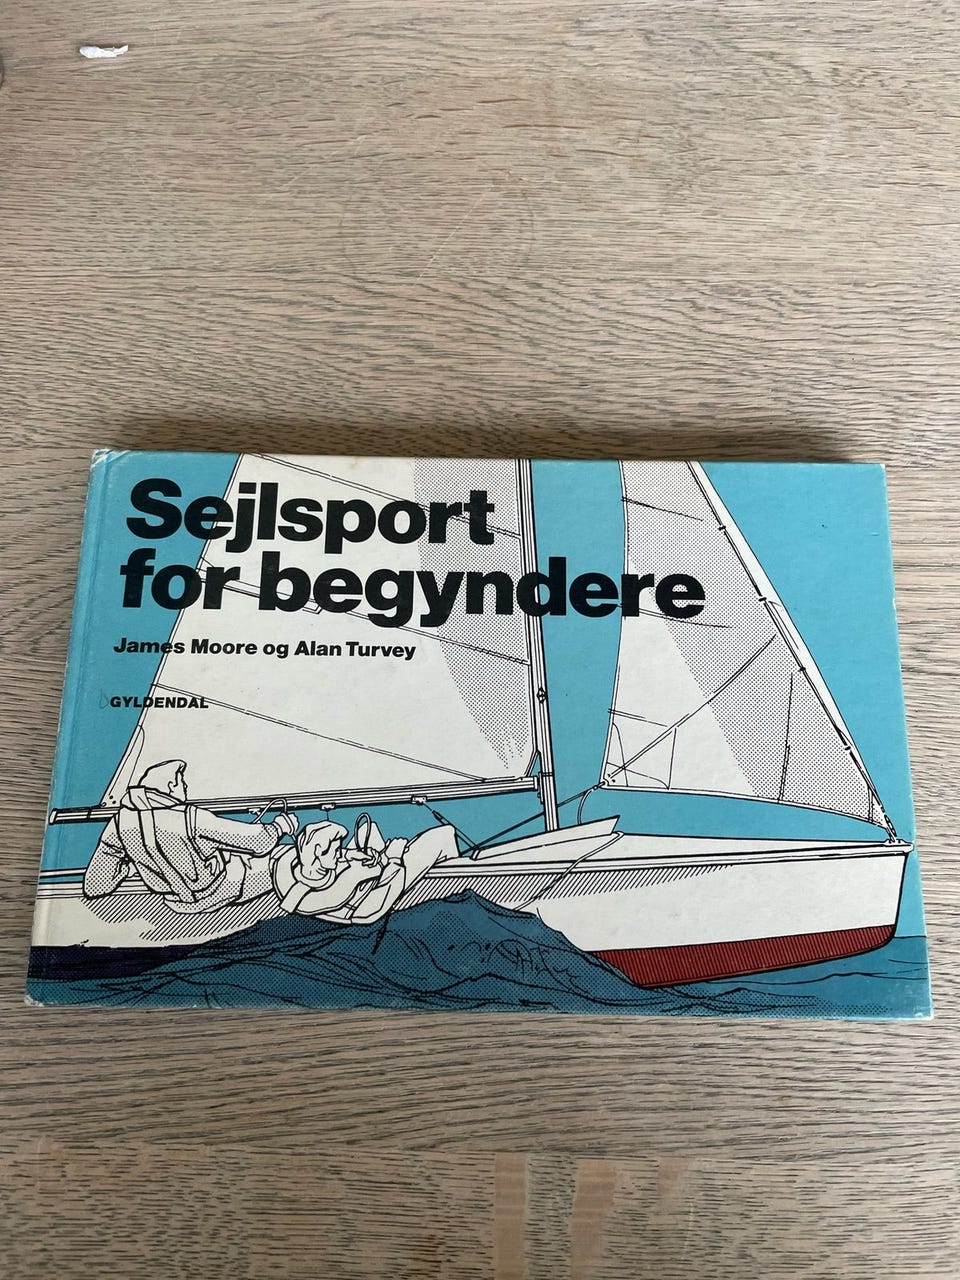 Sejlsport
for begyndere
James Moore og Alan Turvey
GYLDENDAL